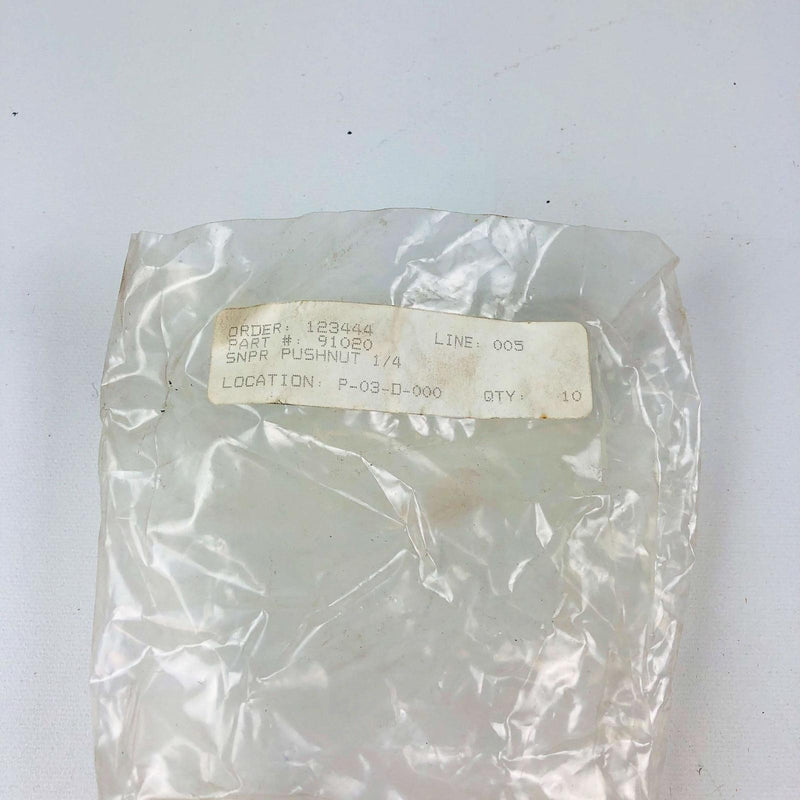 ORDER: 123444
PART #: 91020 LINE: 005
SNPR PUSHNUT 1/4
LOCATION: P-03-D-000 QTY: 10